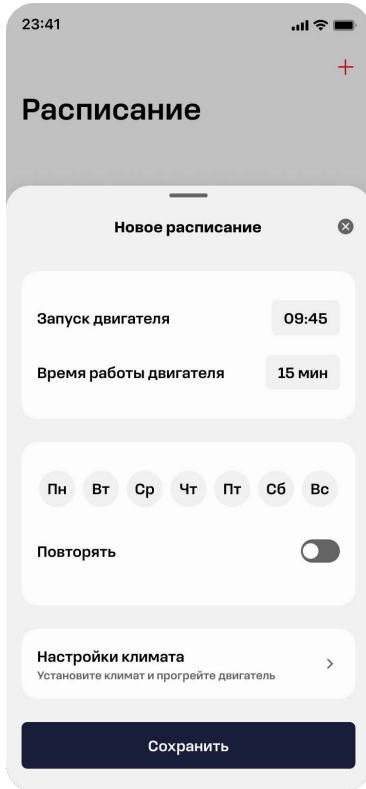 23:41
Расписание
Новое расписание
Запуск двигателя 09:45
Время работы двигателя 15 мин
Пн Вт Ср Чт Пт Сб Вс
Повторять
Настройки климата
Установите климат и прогрейте двигатель
Сохранить